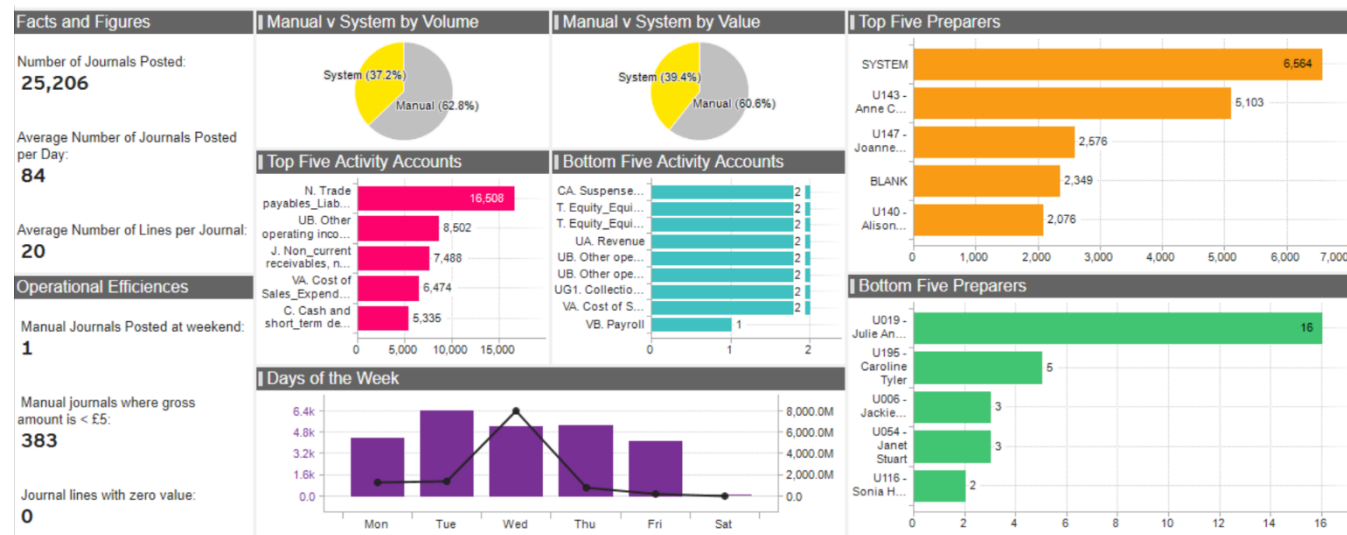 Facts and Figures
Number of Journals Posted:
25,206
Average Number of Journals Posted
per Day:
84
Average Number of Lines per Journal:
20
Operational Efficiences
Manual Journals Posted at weekend:
1
Manual journals where gross
amount is < £5:
383
Journal lines with zero value:
0
Manual v System by Volume
System (37.2%)
Manual (62.8%)
Manual v System by Value
System (39.4%)
Manual (60.6%)
Top Five Activity Accounts
N. Trade
payables_Liab...
16,508
UB. Other
operating inco...
8,502
J. Non_current
receivables, n...
7,488
VA. Cost of
Sales_Expend...
6,474
C. Cash and
short_term de...
5,335
0 5,000 10,000 15,000
Bottom Five Activity Accounts
CA. Suspense... 2
T. Equity_Equi... 2
T. Equity_Equi... 2
UA. Revenue 2
UB. Other ope... 2
UB. Other ope... 2
UG1. Collectio... 2
VA. Cost of S... 2
VB. Payroll 1
0 1 2
Days of the Week
6.4k 8,000.0M
4.8k 6,000.0M
3.2k 4,000.0M
1.6k 2,000.0M
0.0 0.0
Mon Tue Wed Thu Fri Sat
Top Five Preparers
SYSTEM 6,564
U143 -
Anne C...
5,103
U147 -
Joanne...
2,576
BLANK 2,349
U140 -
Alison...
2,076
0 1,000 2,000 3,000 4,000 5,000 6,000 7,000
Bottom Five Preparers
U019 -
Julie An...
16
U195 -
Caroline
Tyler
5
U006 -
Jackie...
3
U054 -
Janet
Stuart
3
U116 -
Sonia H...
2
0 2 4 6 8 10 12 14 16